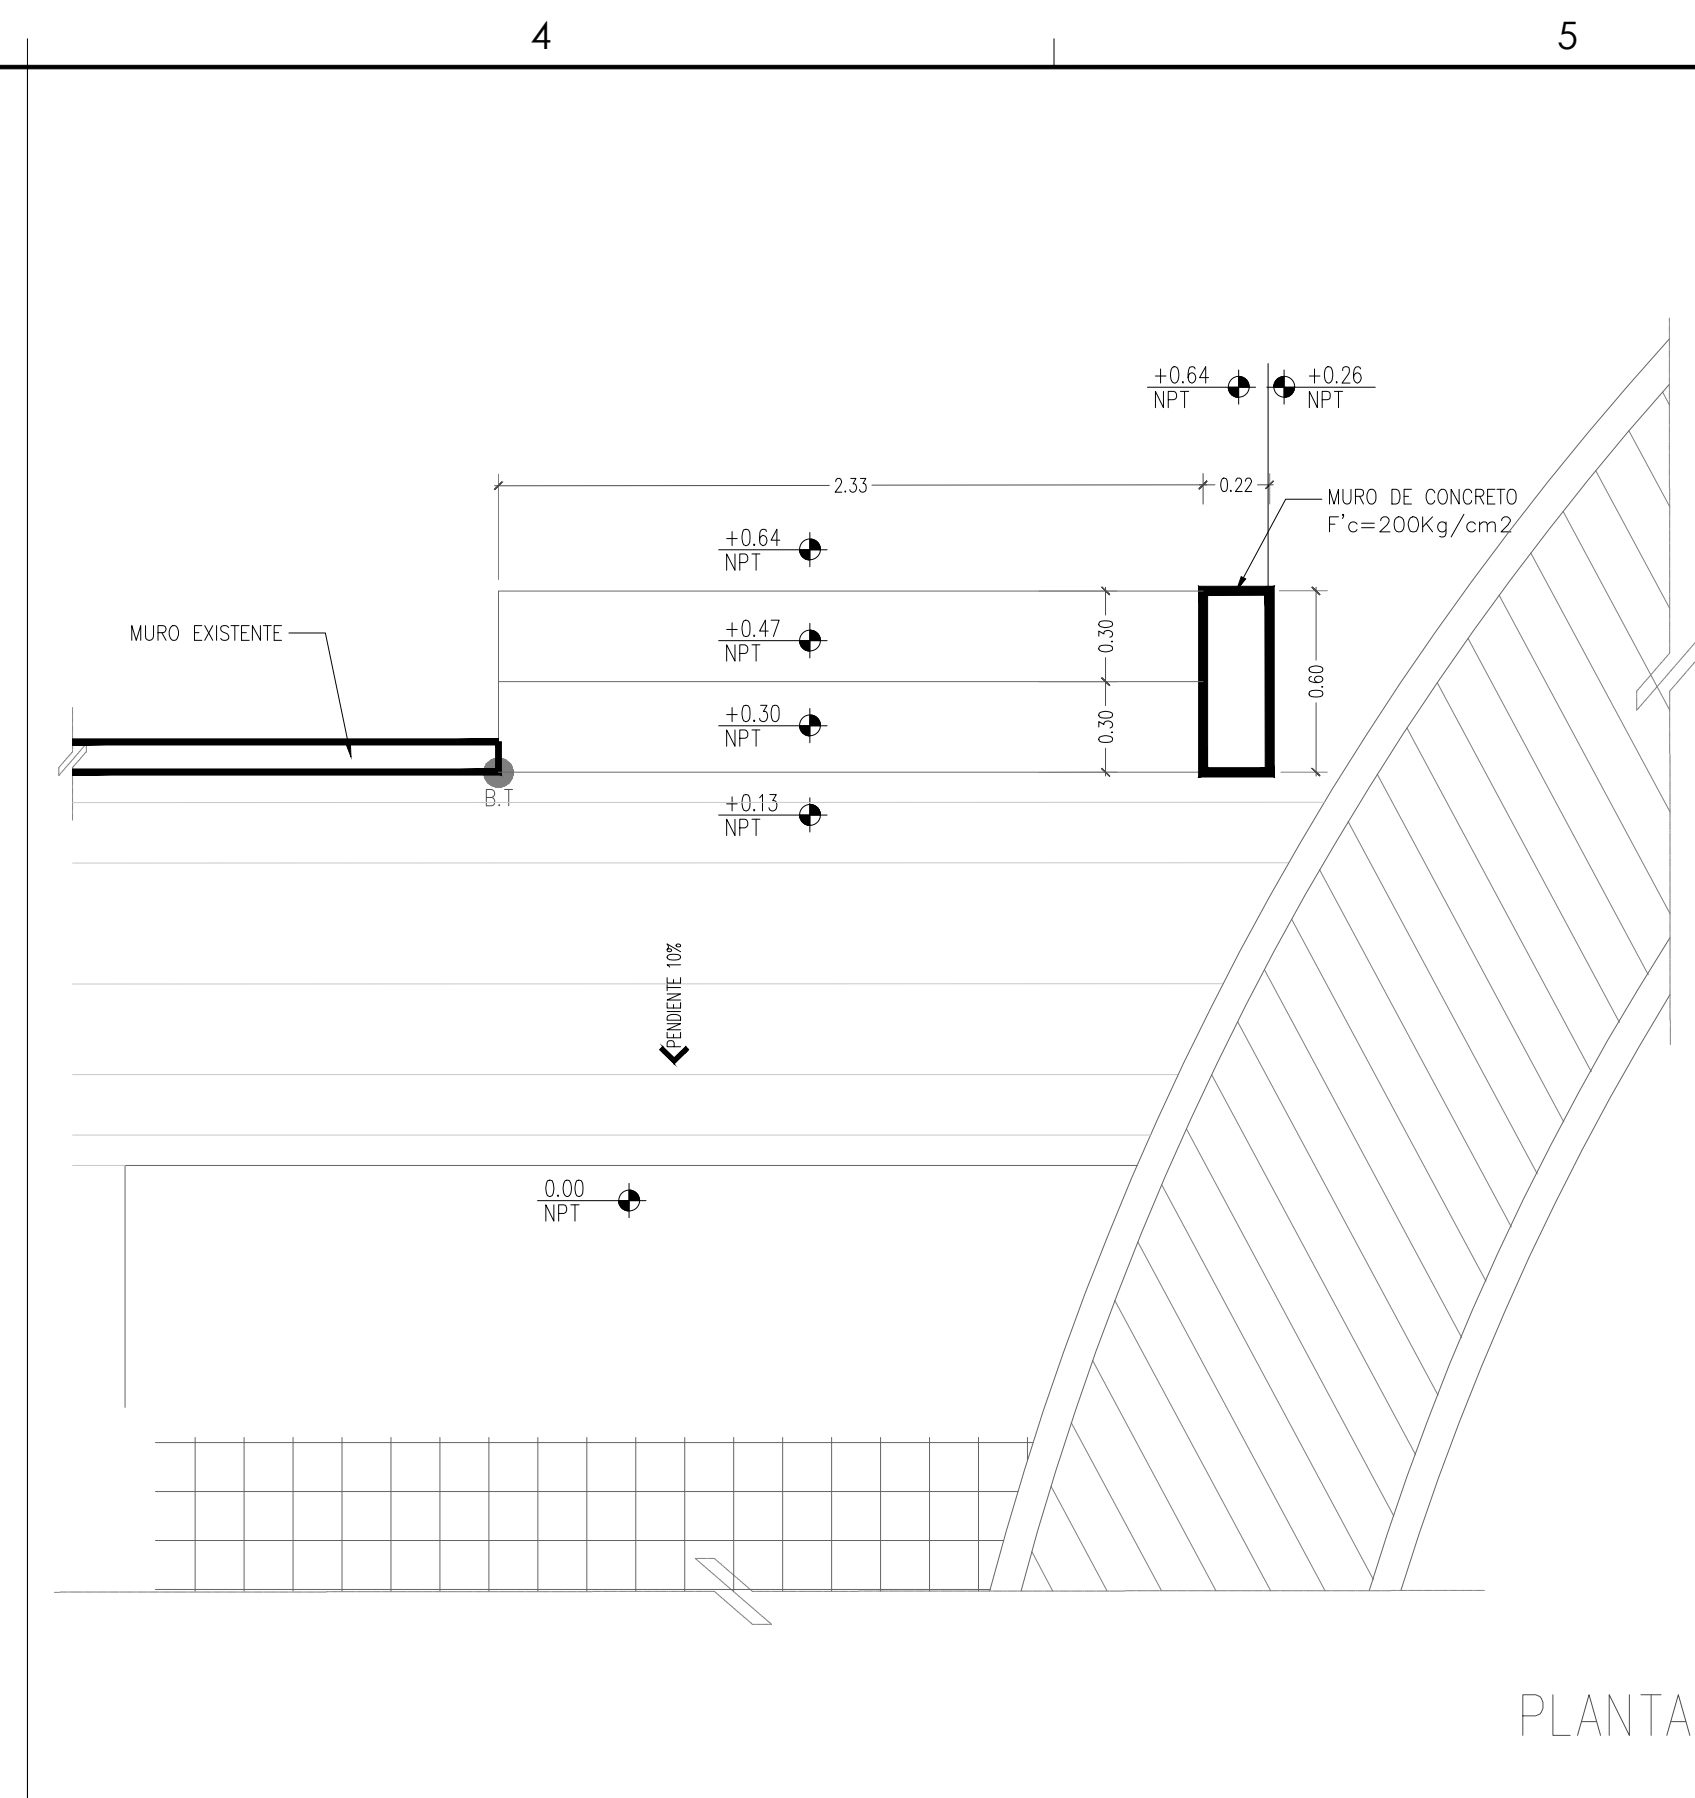 4
5
+0.64
NPT
+0.26
NPT
2.33
0.22
MURO DE CONCRETO
F'c=200Kg/cm2
+0.64
NPT
MURO EXISTENTE
+0.47
NPT
0.30
0.60
+0.30
NPT
0.30
B.T
+0.13
NPT
PENDIENTE 10%
0.00
NPT
PLANTA